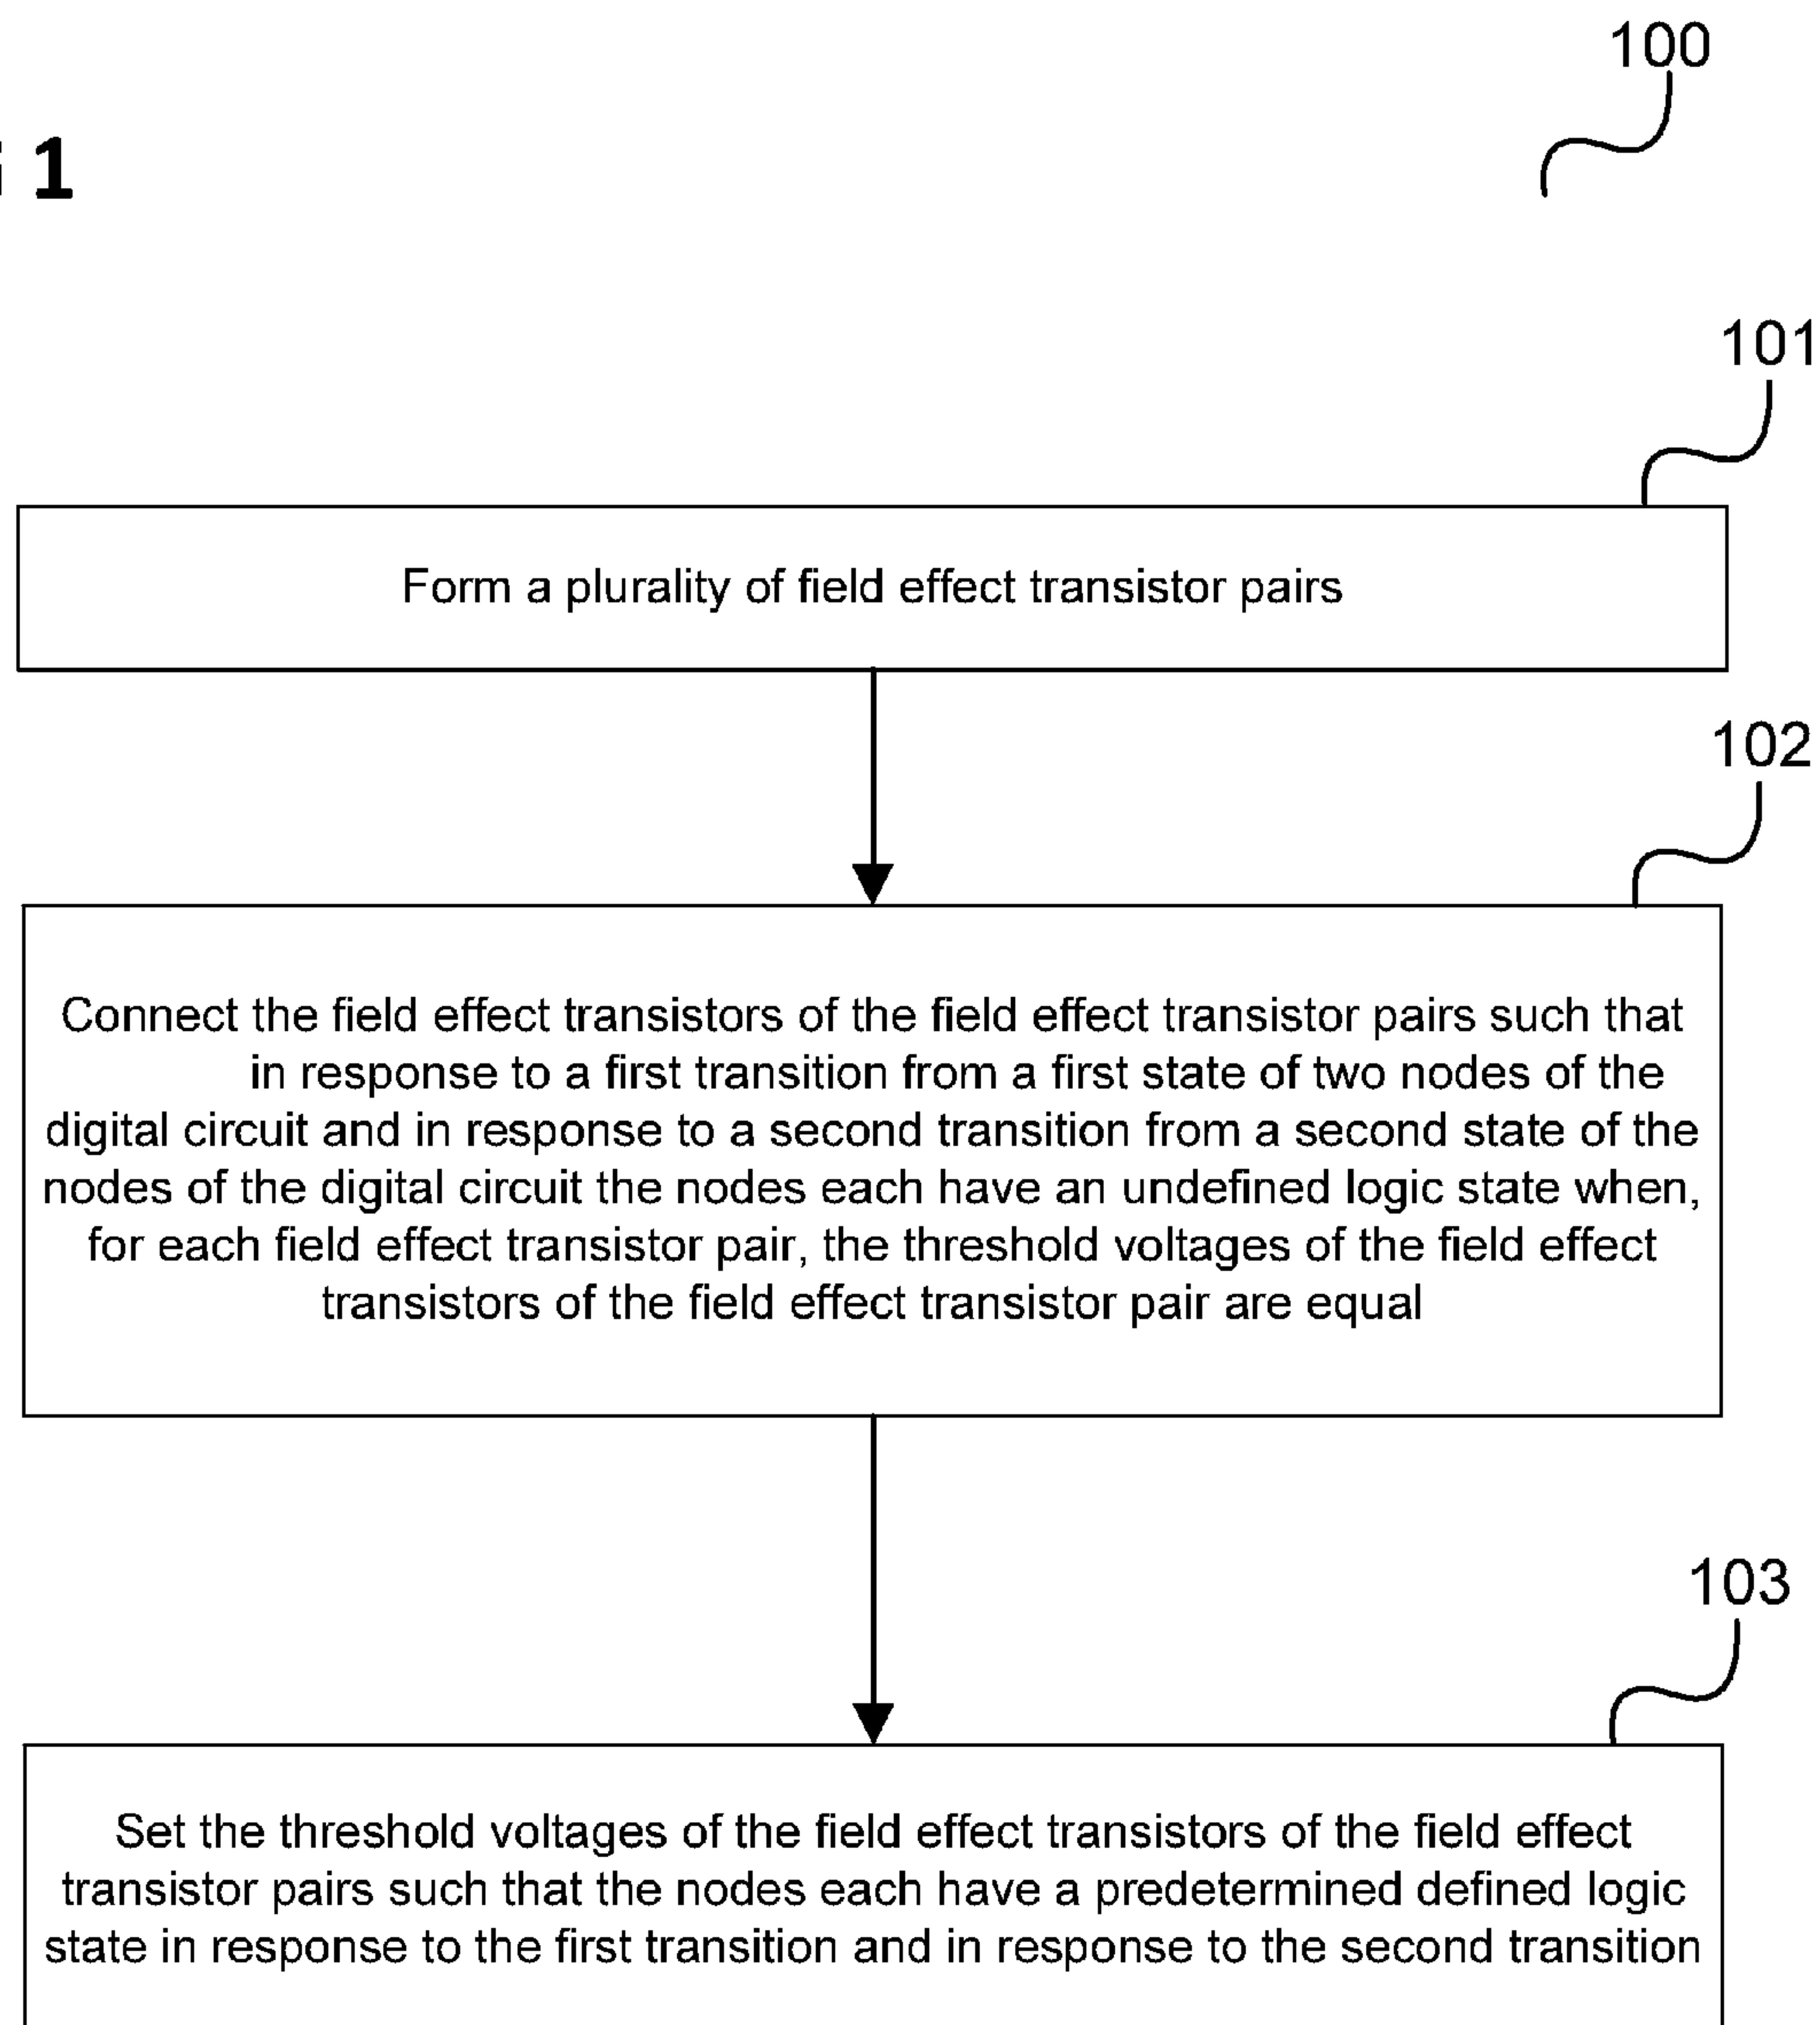 100
1
101
Form a plurality of field effect transistor pairs
102
Connect the field effect transistors of the field effect transistor pairs such that
in response to a first transition from a first state of two nodes of the
digital circuit and in response to a second transition from a second state of the
nodes of the digital circuit the nodes each have an undefined logic state when,
for each field effect transistor pair, the threshold voltages of the field effect
transistors of the field effect transistor pair are equal
103
Set the threshold voltages of the field effect transistors of the field effect
transistor pairs such that the nodes each have a predetermined defined logic
state in response to the first transition and in response to the second transition